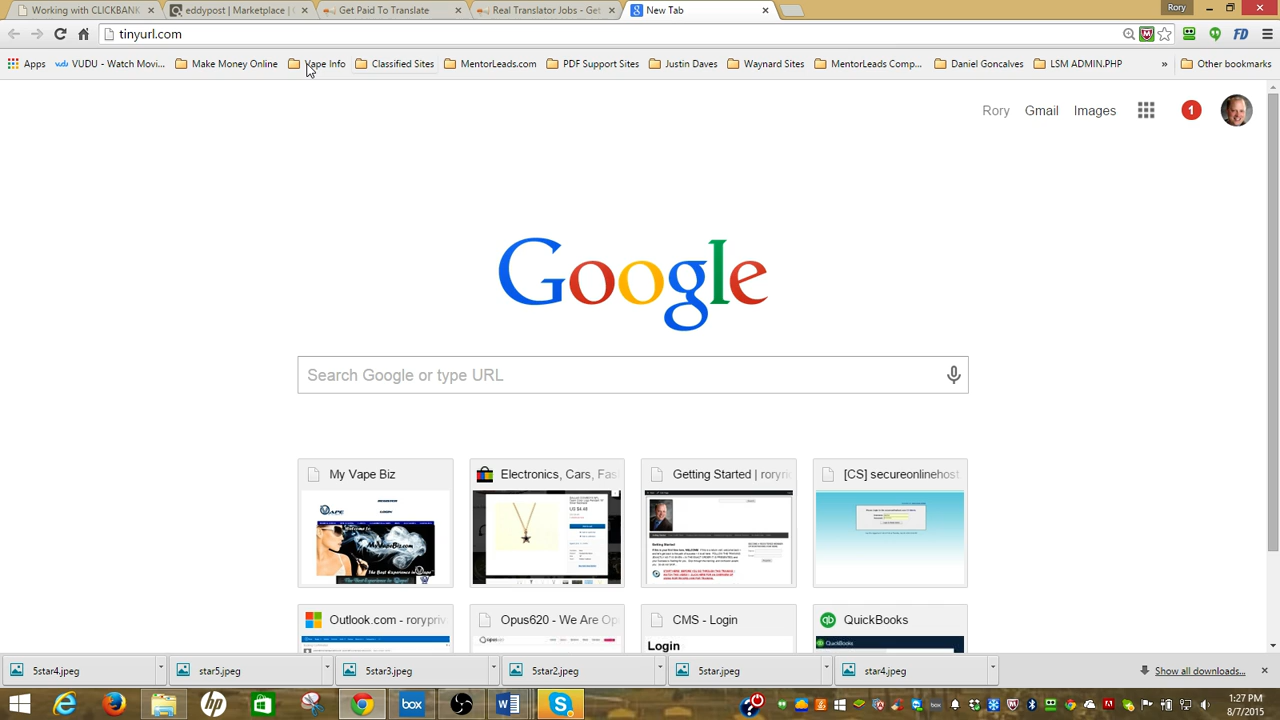 Working with CLICKBANK
eddypost | Marketplace |
Get Paid To Translate
Real Translator Jobs - Get
New Tab
Rory
tinyurl.com
Apps
VUDU - Watch Movi...
Make Money Online
Vape Info
Classified Sites
MentorLeads.com
PDF Support Sites
Justin Daves
Waynard Sites
MentorLeads Comp...
Daniel Goncalves
LSM ADMIN.PHP
»
Other bookmarks
Rory
Gmail
Images
1
Google
Search Google or type URL
My Vape Biz
Electronics, Cars, Fas
Getting Started | roryri
[CS] secureonlinehost
Outlook.com - rorypriv
Opus620 - We Are Op
CMS - Login
QuickBooks
Login
5star4.jpeg
star5.jpeg
5star3.jpeg
5star2.jpeg
5star.jpeg
star4.jpeg
Show all downloads...
box
1:27 PM
7/7/2015